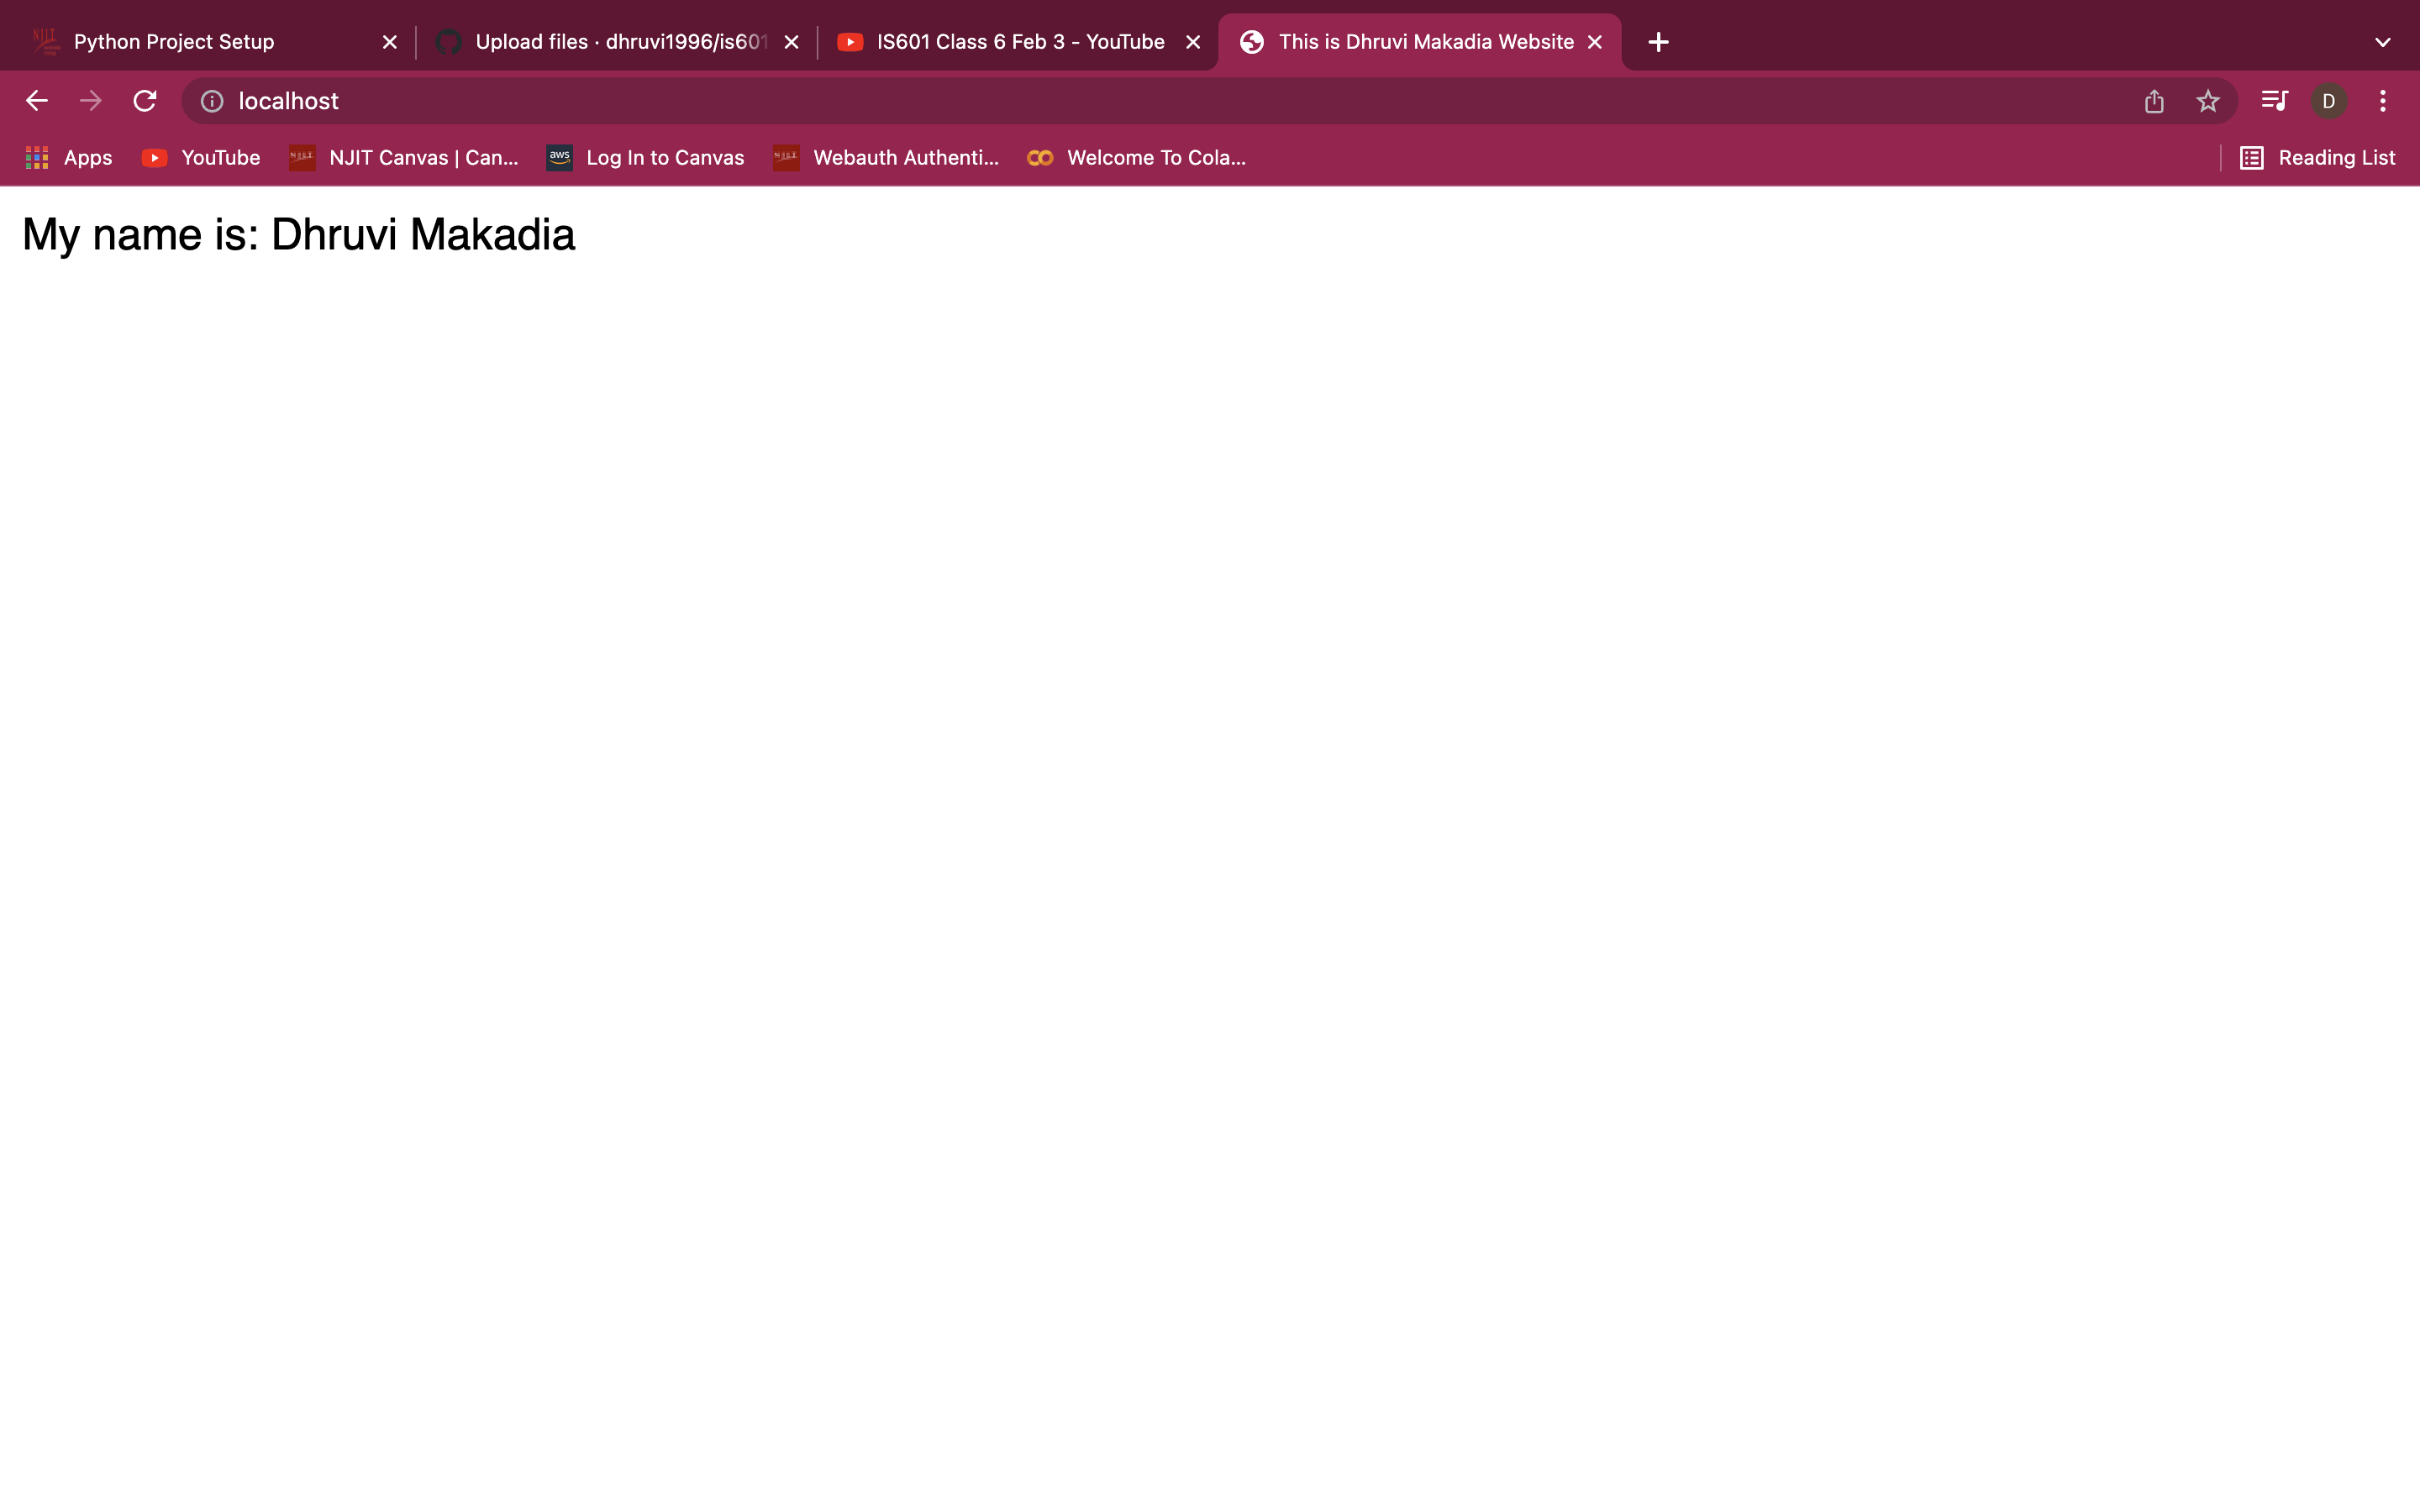 Python Project Setup
Upload files · dhruvi1996/is601
IS601 Class 6 Feb 3 - YouTube
This is Dhruvi Makadia Website
localhost
D
Apps
YouTube
NJIT Canvas | Can...
aws
Log In to Canvas
Webauth Authenti...
Welcome To Cola...
Reading List
My name is: Dhruvi Makadia